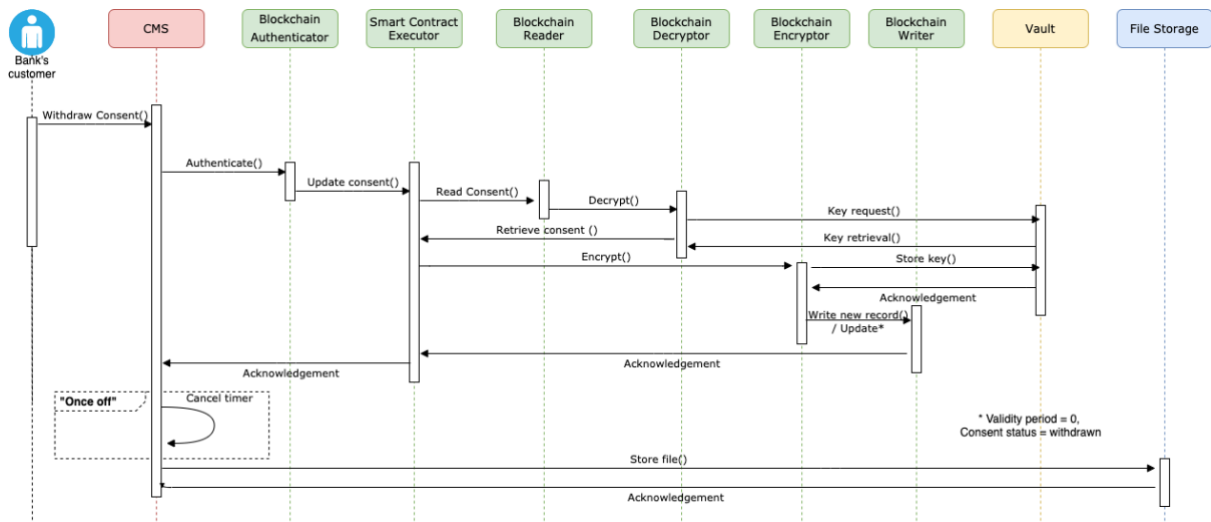 Bank's
customer
CMS
Blockchain
Authenticator
Smart Contract
Executor
Blockchain
Reader
Blockchain
Decryptor
Blockchain
Encryptor
Blockchain
Writer
Vault
File Storage
Withdraw Consent()
Authenticate()
Update consent()
Read Consent()
Decrypt()
Key request()
Retrieve consent ()
Key retrieval()
Encrypt()
Store key()
Acknowledgement
Write new record()
/ Update*
Acknowledgement
Acknowledgement
"Once off"
Cancel timer
* Validity period = 0,
Consent status = withdrawn
Store file()
Acknowledgement